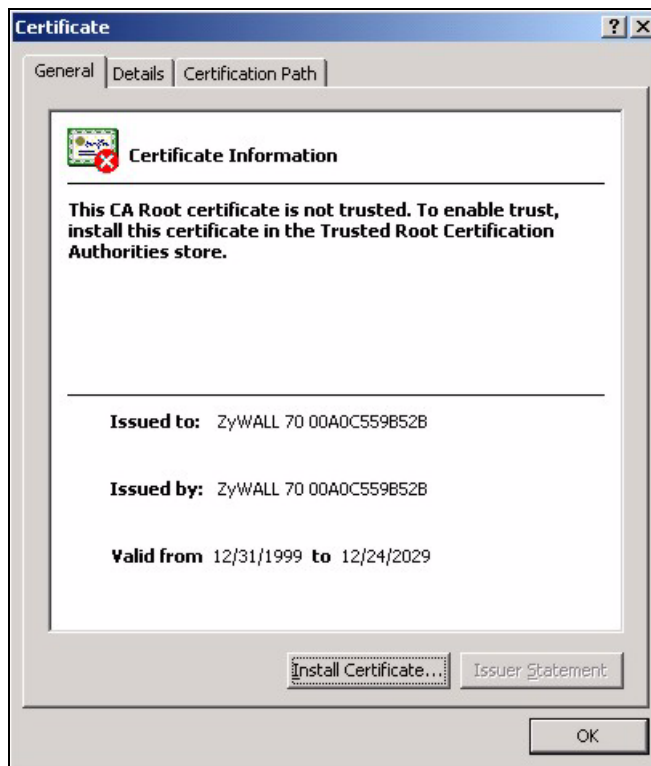 Certificate
General Details Certification Path
Certificate Information
This CA Root certificate is not trusted. To enable trust,
install this certificate in the Trusted Root Certification
Authorities store.
Issued to: ZyWALL 70 00A0C559B52B
Issued by: ZyWALL 70 00A0C559B52B
Valid from 12/31/1999 to 12/24/2029
Install Certificate... Issuer Statement
OK